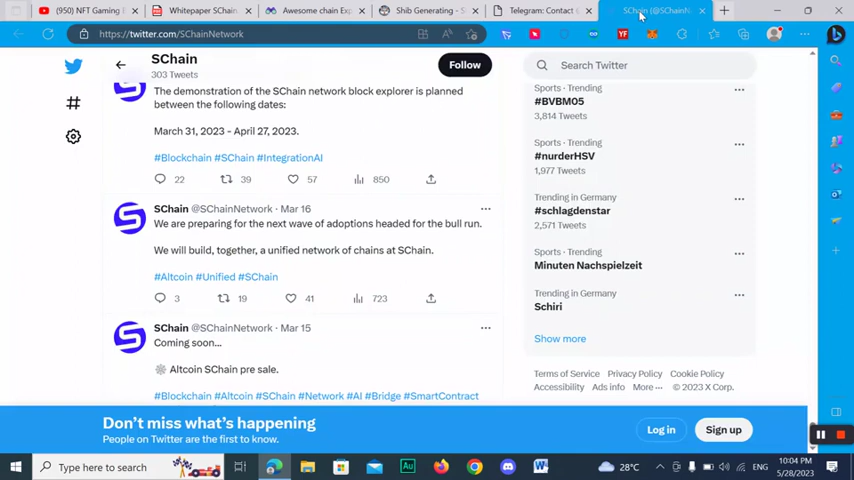 (950) NFT Gaming
Whitepaper SChain
Awesome chain Exp
Shib Generating - S
Telegram: Contact
SChain (@SChainN
https://twitter.com/SChainNetwork
SChain
303 Tweets
Follow
Search Twitter
The demonstration of the SChain network block explorer is planned
between the following dates:
March 31, 2023 - April 27, 2023.
#Blockchain #SChain #IntegrationAI
22 39 57 850
SChain @SChainNetwork · Mar 16
We are preparing for the next wave of adoptions headed for the bull run.
We will build, together, a unified network of chains at SChain.
#Altcoin #Unified #SChain
3 19 41 723
SChain @SChainNetwork · Mar 15
Coming soon...
Altcoin SChain pre sale.
#Blockchain #Altcoin #SChain #Network #AI #Bridge #SmartContract
Sports · Trending
#BVBM05
3,814 Tweets
Sports · Trending
#nurderHSV
1,977 Tweets
Trending in Germany
#schlagdenstar
2,571 Tweets
Sports · Trending
Minuten Nachspielzeit
Trending in Germany
Schiri
Show more
Terms of Service Privacy Policy Cookie Policy
Accessibility Ads info More ··· © 2023 X Corp.
Don't miss what's happening
People on Twitter are the first to know.
Log in
Sign up
Type here to search
28°C
ENG
10:04 PM
5/28/2023